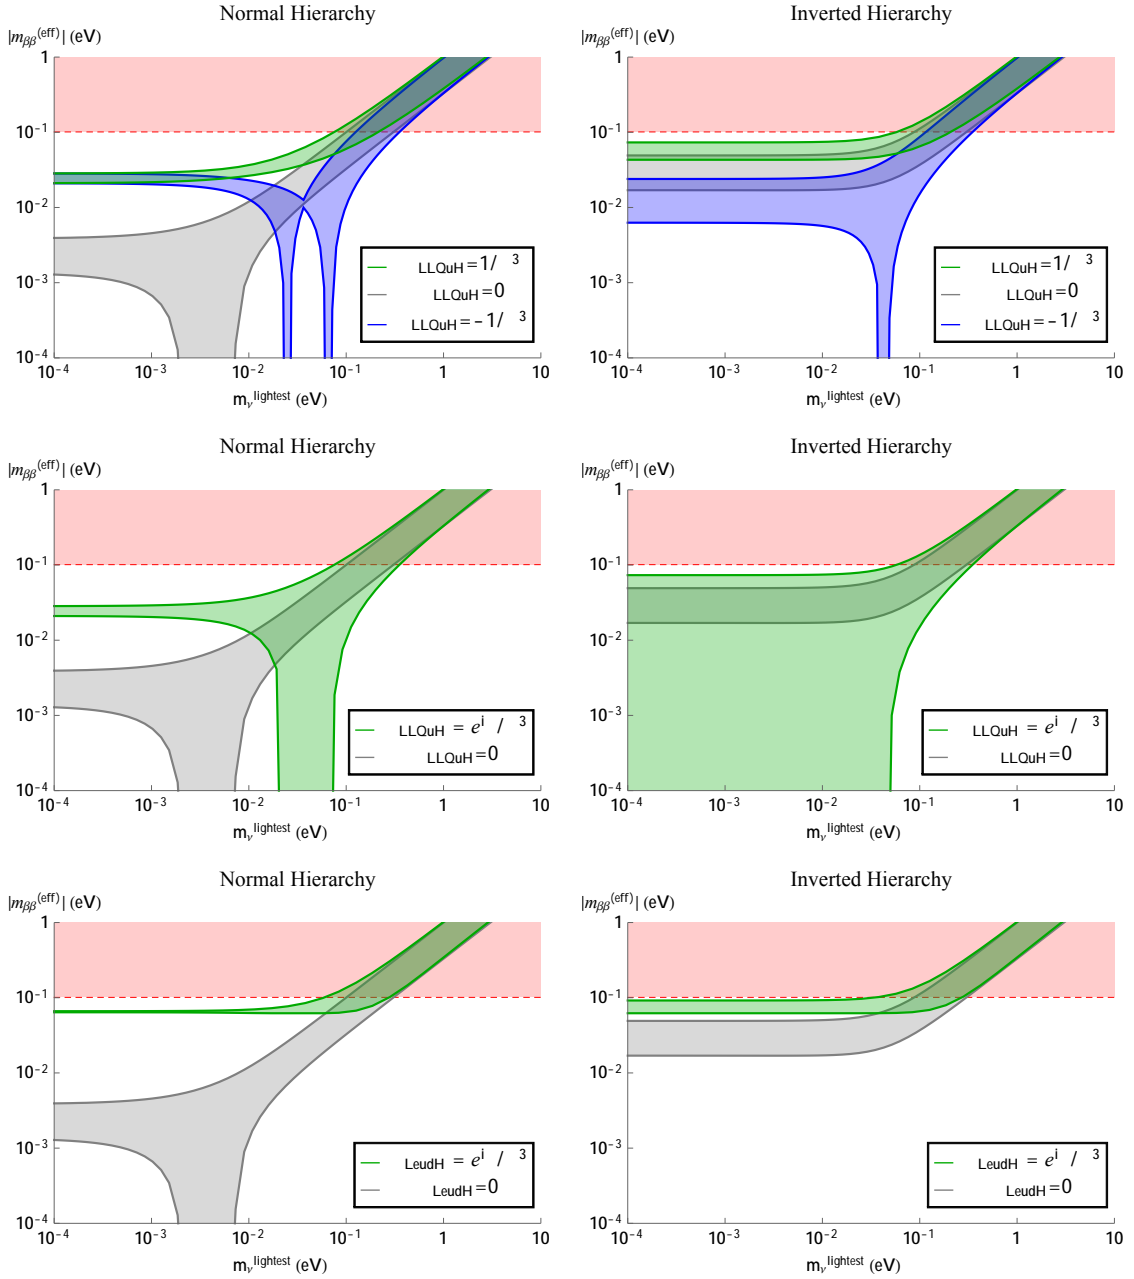 Normal Hierarchy
|mββ(eff)| (eV)
1
10-1
10-2
10-3
10-4
LLQuH = 1/ 3
LLQuH = 0
LLQuH = - 1/ 3
10-4 10-3 10-2 10-1 1 10
mνlightest (eV)
Inverted Hierarchy
|mββ(eff)| (eV)
1
10-1
10-2
10-3
10-4
LLQuH = 1/ 3
LLQuH = 0
LLQuH = - 1/ 3
10-4 10-3 10-2 10-1 1 10
mνlightest (eV)
Normal Hierarchy
|mββ(eff)| (eV)
1
10-1
10-2
10-3
10-4
LLQuH = ei / 3
LLQuH = 0
10-4 10-3 10-2 10-1 1 10
mνlightest (eV)
Inverted Hierarchy
|mββ(eff)| (eV)
1
10-1
10-2
10-3
10-4
LLQuH = ei / 3
LLQuH = 0
10-4 10-3 10-2 10-1 1 10
mνlightest (eV)
Normal Hierarchy
|mββ(eff)| (eV)
1
10-1
10-2
10-3
10-4
LeudH = ei / 3
LeudH = 0
10-4 10-3 10-2 10-1 1 10
mνlightest (eV)
Inverted Hierarchy
|mββ(eff)| (eV)
1
10-1
10-2
10-3
10-4
LeudH = ei / 3
LeudH = 0
10-4 10-3 10-2 10-1 1 10
mνlightest (eV)